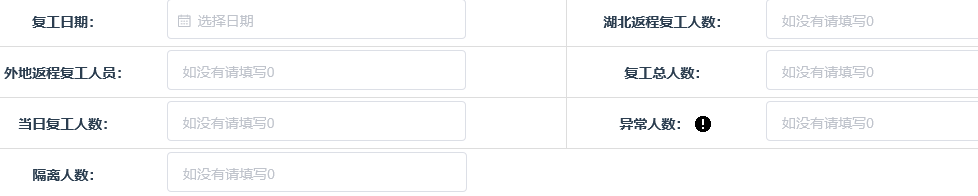 复工日期： 选择日期 湖北返程复工人数： 如没有请填写0
外地返程复工人员： 如没有请填写0 复工总人数： 如没有请填写0
当日复工人数： 如没有请填写0 异常人数： 如没有请填写0
隔离人数： 如没有请填写0